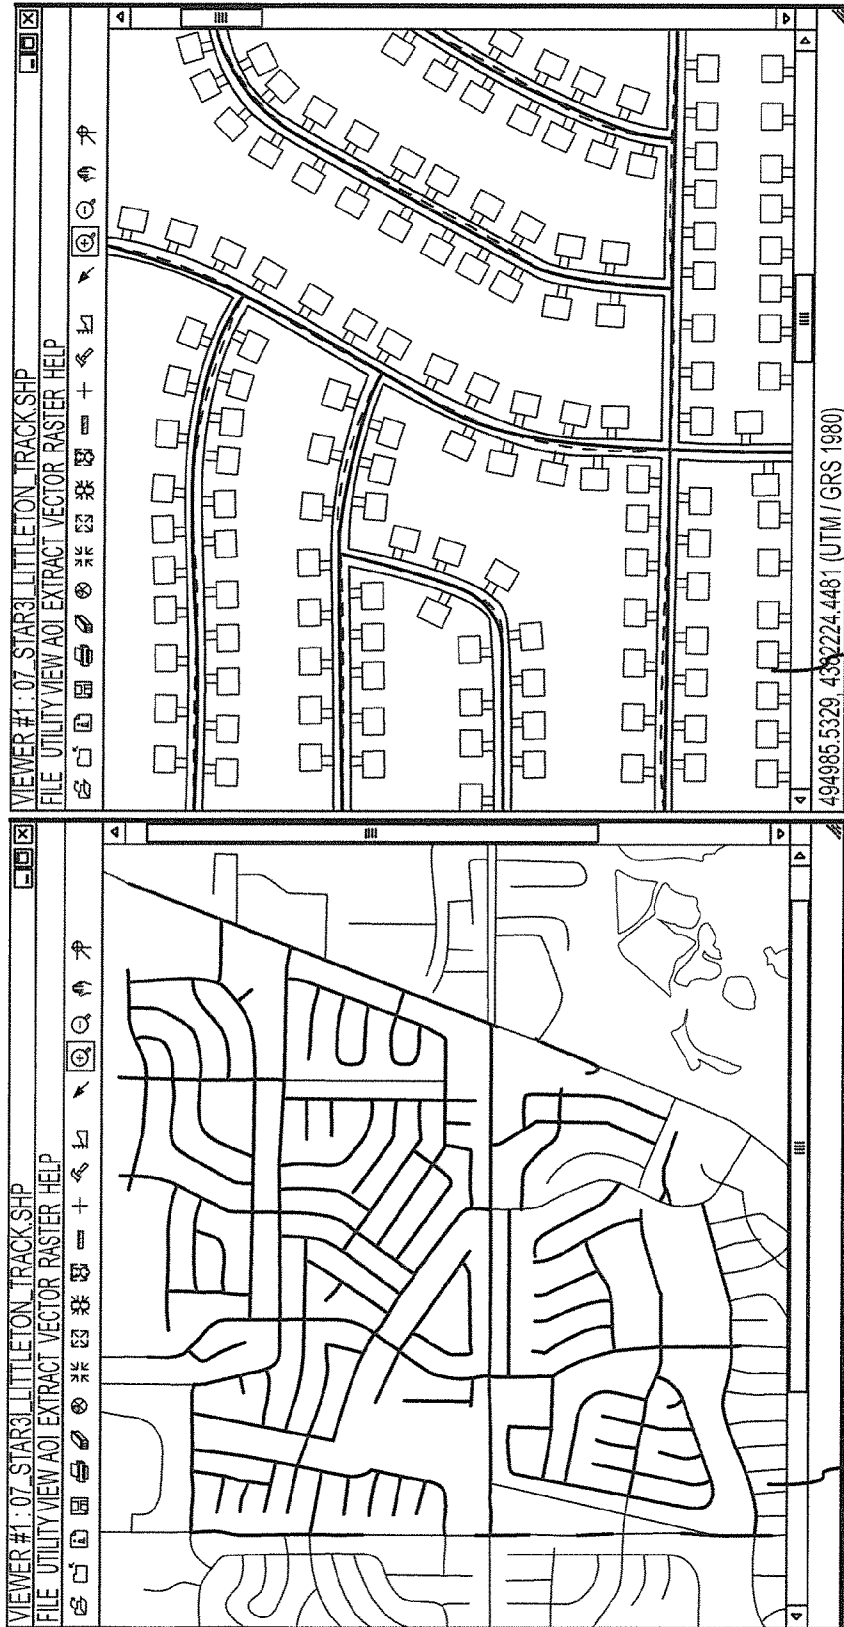 VIEWER #1 : 07_STAR3I_LITTLETON_TRACK.SHP
FILE UTILITY VIEW AOI EXTRACT VECTOR RASTER HELP
VIEWER #1 : 07_STAR3I_LITTLETON_TRACK.SHP
FILE UTILITY VIEW AOI EXTRACT VECTOR RASTER HELP
494985.5329, 4382224.4481 (UTM / GRS 1980)